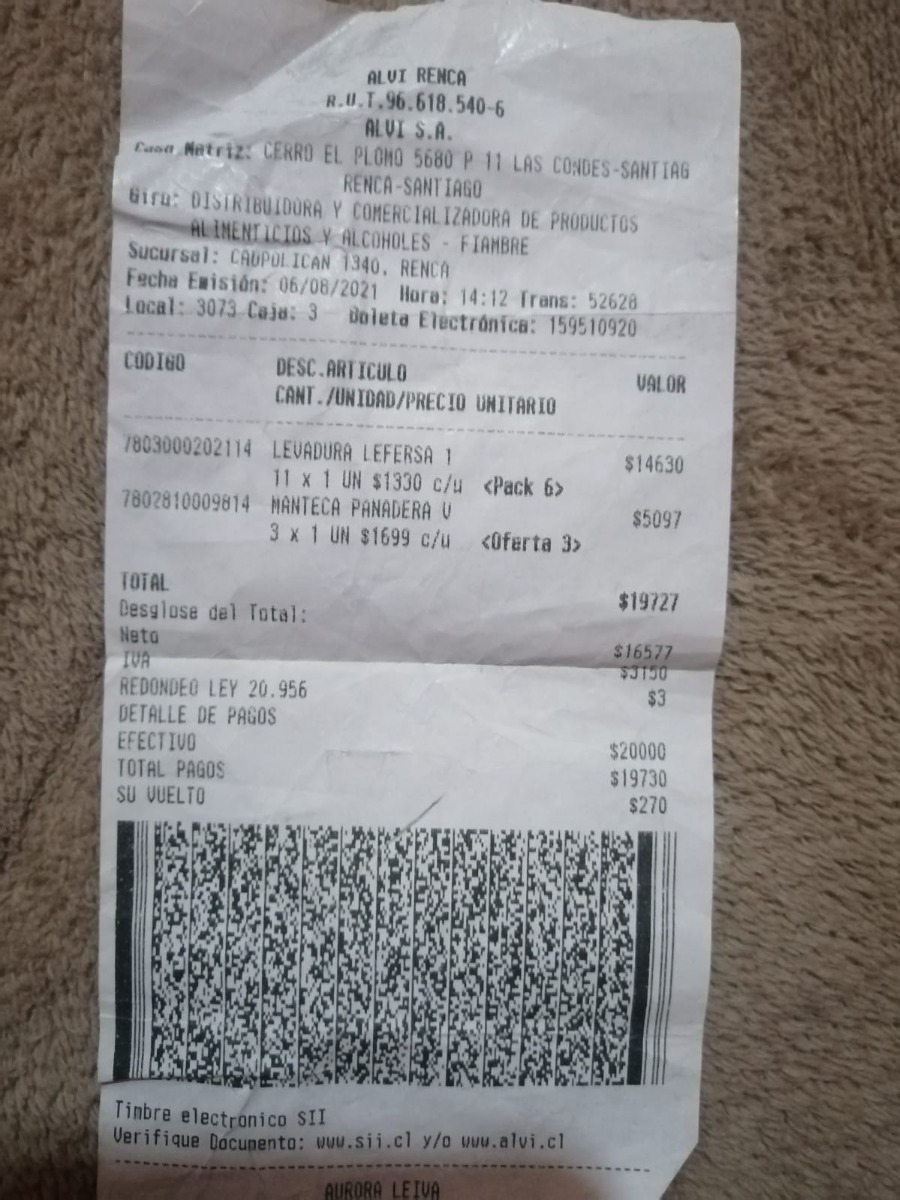 ALVI RENCA
R.U.T.96.618.540-6
ALVI S.A.
Casa Matriz: CERRO EL PLOMO 5680 P 11 LAS CONDES-SANTIAG
RENCA-SANTIAGO
Giro: DISTRIBUIDORA Y COMERCIALIZADORA DE PRODUCTOS
ALIMENTICIOS Y ALCOHOLES - FIAMBRE
Sucursal: CAUPOLICAN 1340, RENCA
Fecha Emisión: 06/08/2021 Hora: 14:12 Trans: 52628
Local: 3073 Caja: 3 Boleta Electrónica: 159510920
CODIGO DESC.ARTICULO VALOR
CANT./UNIDAD/PRECIO UNITARIO
7803000202114 LEVADURA LEFERSA 1 $14630
11 x 1 UN $1330 c/u <Pack 6>
7802810009814 MANTECA PANADERA V $5097
3 x 1 UN $1699 c/u <Oferta 3>
TOTAL $19727
Desglose del Total:
Neto $16577
IVA $3150
REDONDEO LEY 20.956 $3
DETALLE DE PAGOS
EFECTIVO $20000
TOTAL PAGOS $19730
SU VUELTO $270
Timbre electronico SII
Verifique Documento: www.sii.cl y/o www.alvi.cl
AURORA LEIVA